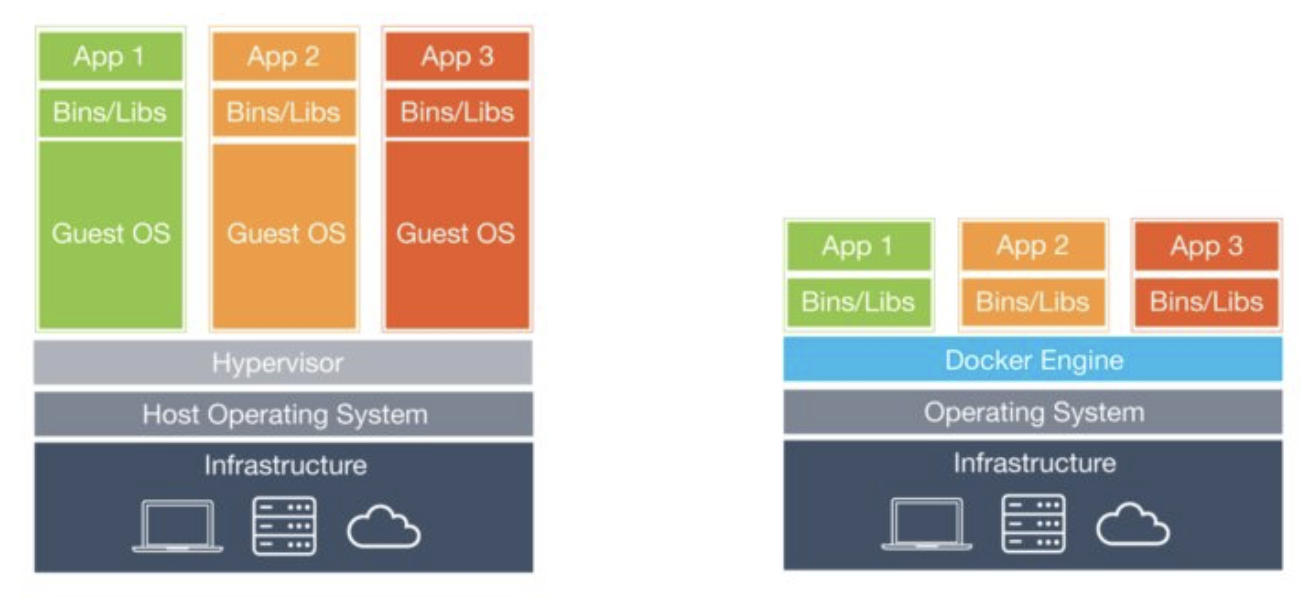 App 1
App 2
App 3
Bins/Libs
Bins/Libs
Bins/Libs
Guest OS
Guest OS
Guest OS
Hypervisor
Host Operating System
Infrastructure
App 1
App 2
App 3
Bins/Libs
Bins/Libs
Bins/Libs
Docker Engine
Operating System
Infrastructure